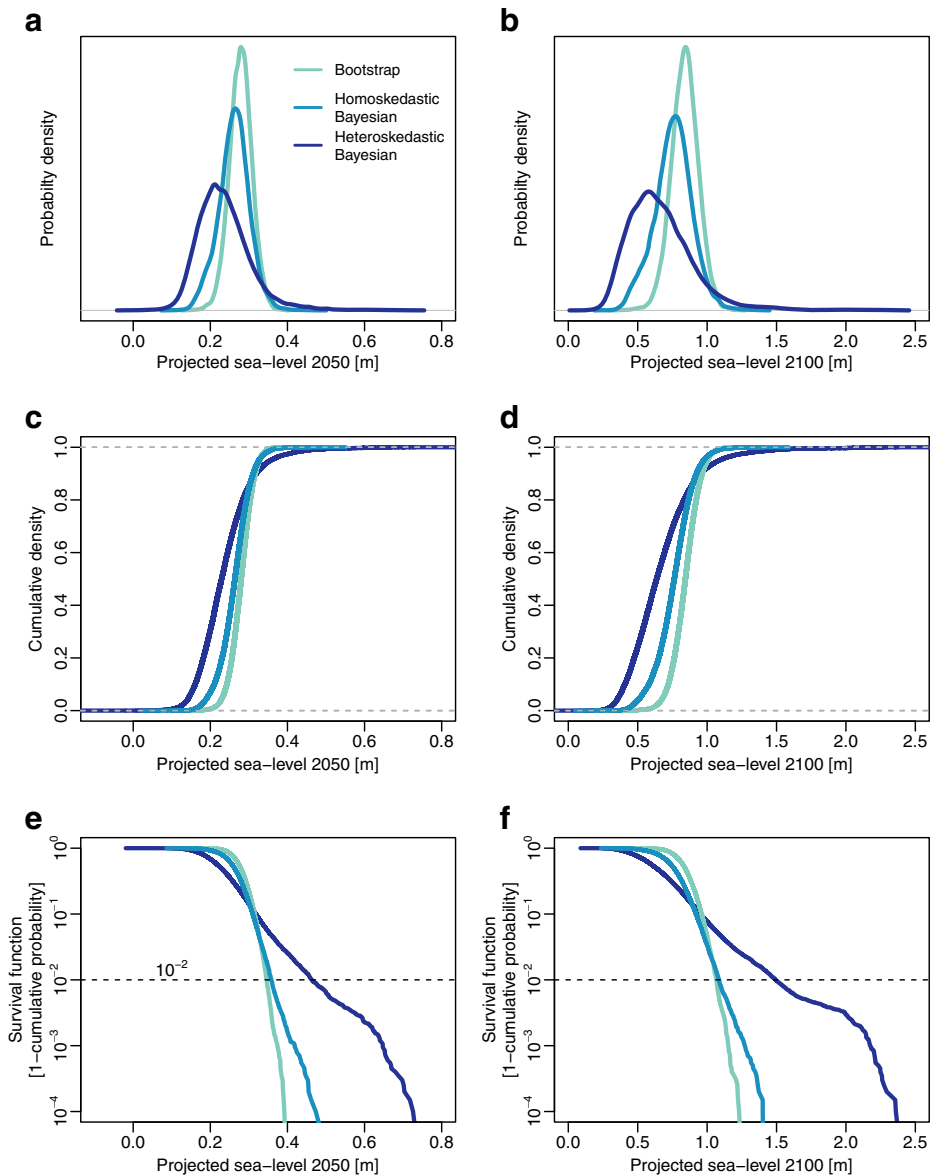 a
Probability density
Bootstrap
Homoskedastic
Bayesian
Heteroskedastic
Bayesian
0.0 0.2 0.4 0.6 0.8
Projected sea−level 2050 [m]
b
Probablity density
0.0 0.5 1.0 1.5 2.0 2.5
Projected sea−level 2100 [m]
c
Cumulative density
0.0 0.2 0.4 0.6 0.8 1.0
0.0 0.2 0.4 0.6 0.8
Projected sea−level 2050 [m]
d
Cumulative density
0.0 0.2 0.4 0.6 0.8 1.0
0.0 0.5 1.0 1.5 2.0 2.5
Projected sea−level 2100 [m]
e
Survival function
[1−cumulative probability]
10⁻⁴ 10⁻³ 10⁻² 10⁻¹ 10⁰
10⁻²
0.0 0.2 0.4 0.6 0.8
Projected sea−level 2050 [m]
f
Survival function
[1−cumulative probability]
10⁻⁴ 10⁻³ 10⁻² 10⁻¹ 10⁰
0.0 0.5 1.0 1.5 2.0 2.5
Projected sea−level 2100 [m]